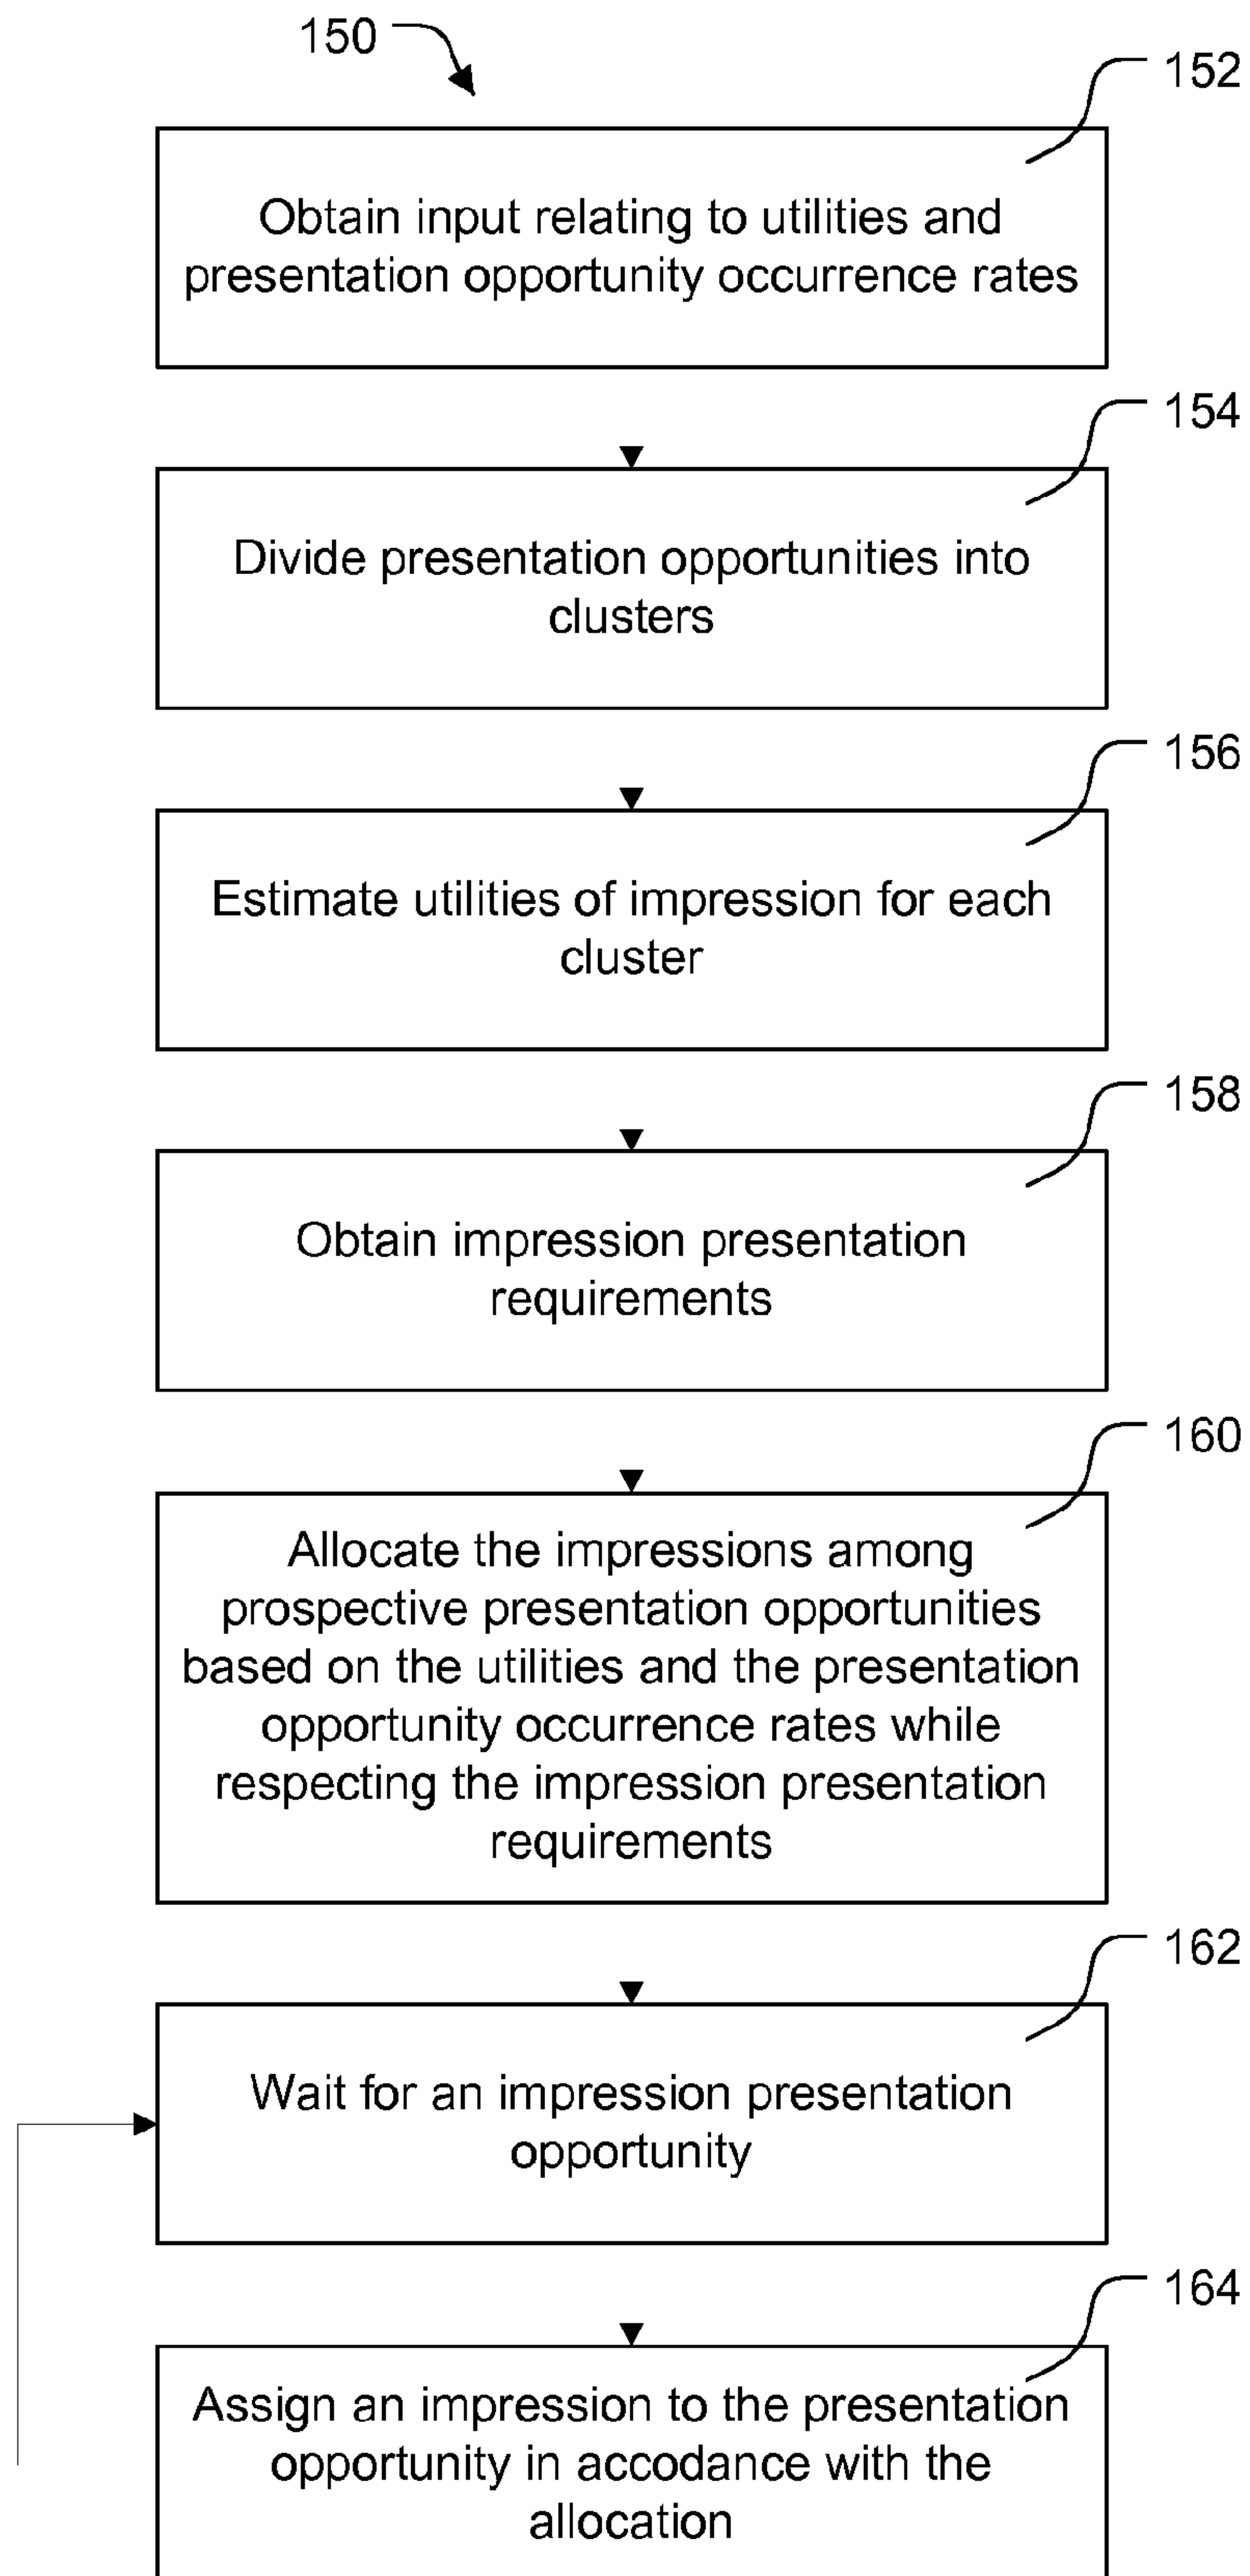 150
152
Obtain input relating to utilities and
presentation opportunity occurrence rates
154
Divide presentation opportunities into
clusters
156
Estimate utilities of impression for each
cluster
158
Obtain impression presentation
requirements
160
Allocate the impressions among
prospective presentation opportunities
based on the utilities and the presentation
opportunity occurrence rates while
respecting the impression presentation
requirements
162
Wait for an impression presentation
opportunity
164
Assign an impression to the presentation
opportunity in accodance with the
allocation